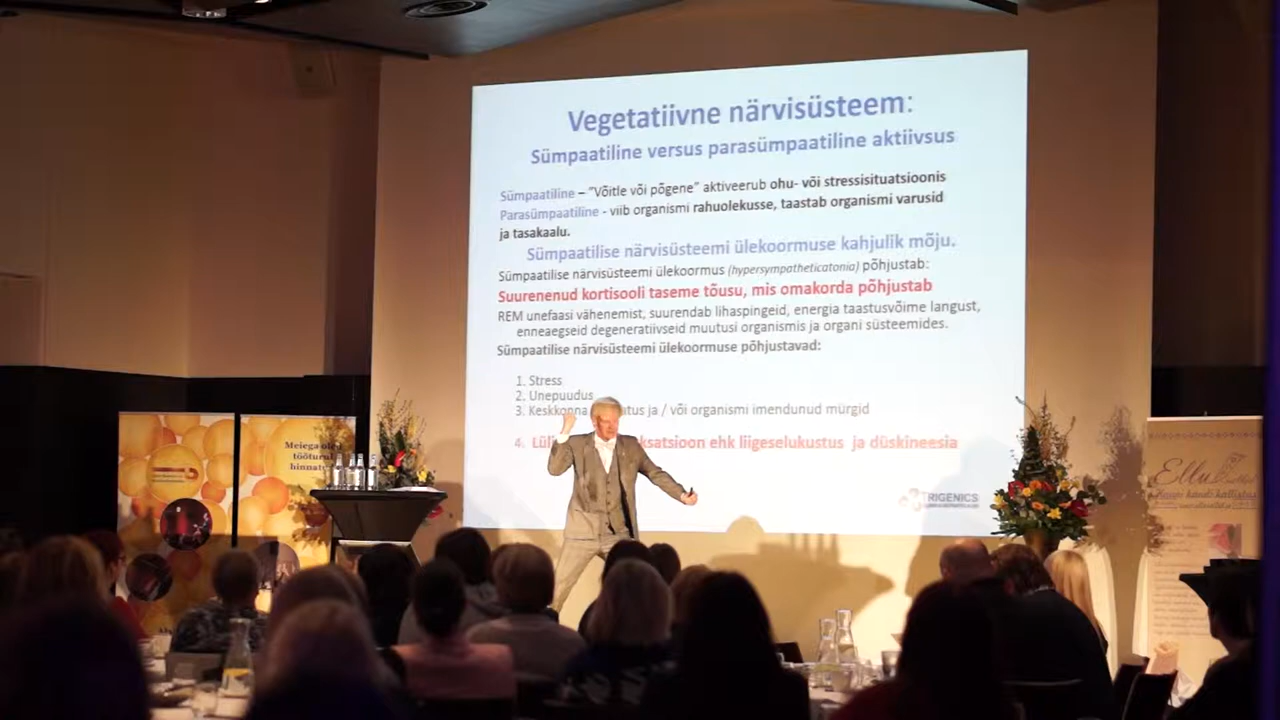 Vegetatiivne närvisüsteem:
Sümpaatiline versus parasümpaatiline aktiivsus
Sümpaatiline – "Võitle või põgene" aktiveerub ohu- või stressisituatsioonis
Parasümpaatiline - viib organismi rahuolekusse, taastab organismi varusid
ja tasakaalu.
Sümpaatilise närvisüsteemi ülekoormuse kahjulik mõju.
Sümpaatilise närvisüsteemi ülekoormus (hypersympatheticatonia) põhjustab:
Suurenenud kortisooli taseme tõusu, mis omakorda põhjustab
REM unefaasi vähenemist, suurendab lihaspingeid, energia taastusvõime langust,
enneaegseid degeneratiivseid muutusi organismis ja organi süsteemides.
Sümpaatilise närvisüsteemi ülekoormuse põhjustavad:
1. Stress
2. Unepuudus
3. Keskkonna ja / või organismi imendunud mürgid
4. ehk liigeselukustus ja düskineesia
TRIGENICS
Meiega
hinnatu
Ellu